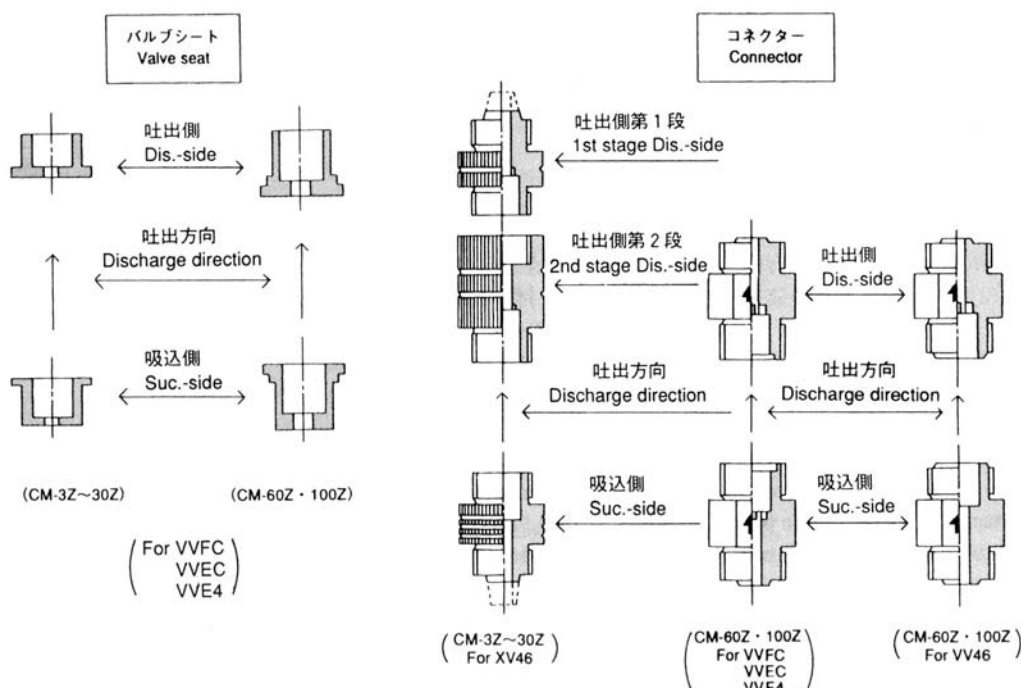 バルブシート
Valve seat
吐出側
Dis.-side
吐出方向
Discharge direction
吸込側
Suc.-side
(CM-3Z～30Z)
(CM-60Z・100Z)
(For VVFC
VVEC
VVE4)
コネクター
Connector
吐出側第1段
1st stage Dis.-side
吐出側第2段
2nd stage Dis.-side
吐出側
Dis.-side
吐出方向
Discharge direction
吐出方向
Discharge direction
吸込側
Suc.-side
吸込側
Suc.-side
(CM-3Z～30Z
For XV46)
(CM-60Z・100Z
For VVFC
VVEC
VVE4
(CM-60Z・100Z
For VV46)